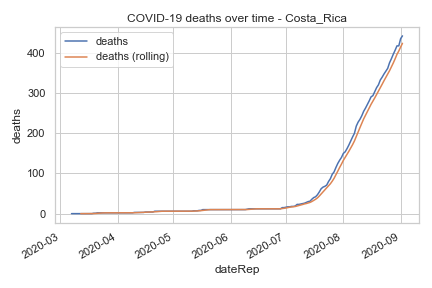 COVID-19 deaths over time - Costa_Rica
deaths
deaths (rolling)
400
300
200
100
0
deaths
2020-03
2020-04
2020-05
2020-06
2020-07
2020-08
2020-09
dateRep